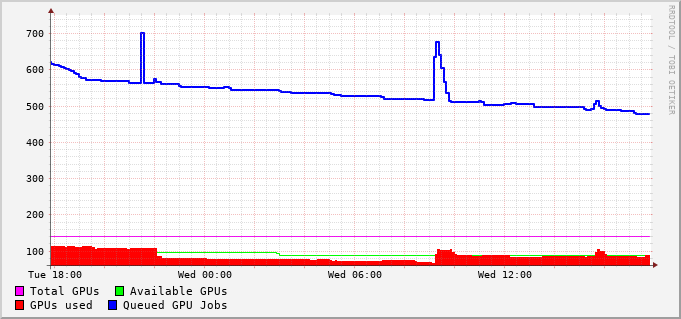 700
600
500
400
300
200
100
Tue 18:00 Wed 00:00 Wed 06:00 Wed 12:00
Total GPUs Available GPUs
GPUs used Queued GPU Jobs
RRDTOOL / TOBI OETIKER